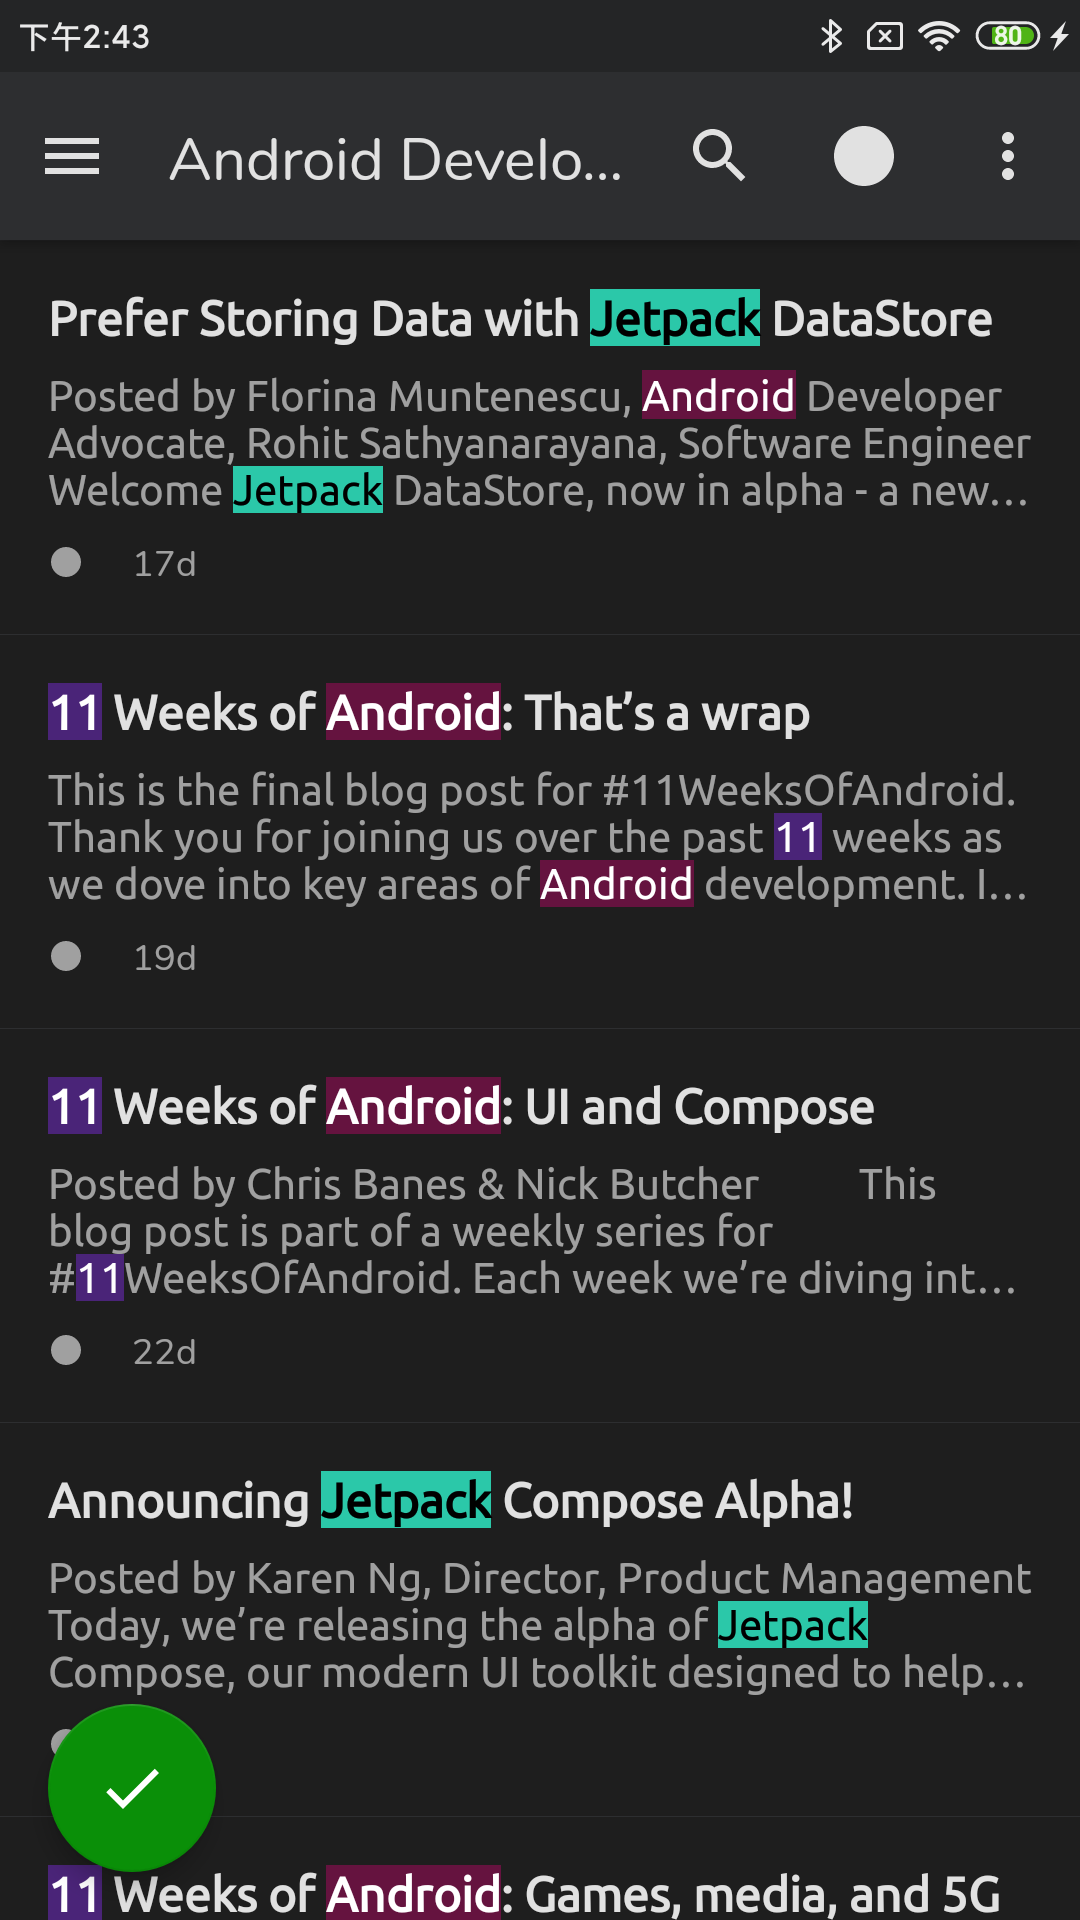 下午2:43
80
Android Develo...
Prefer Storing Data with Jetpack DataStore
Posted by Florina Muntenescu, Android Developer
Advocate, Rohit Sathyanarayana, Software Engineer
Welcome Jetpack DataStore, now in alpha - a new...
17d
11 Weeks of Android: That’s a wrap
This is the final blog post for #11WeeksOfAndroid.
Thank you for joining us over the past 11 weeks as
we dove into key areas of Android development. I...
19d
11 Weeks of Android: UI and Compose
Posted by Chris Banes & Nick Butcher This
blog post is part of a weekly series for
#11WeeksOfAndroid. Each week we’re diving int...
22d
Announcing Jetpack Compose Alpha!
Posted by Karen Ng, Director, Product Management
Today, we’re releasing the alpha of Jetpack
Compose, our modern UI toolkit designed to help...
11 Weeks of Android: Games, media, and 5G